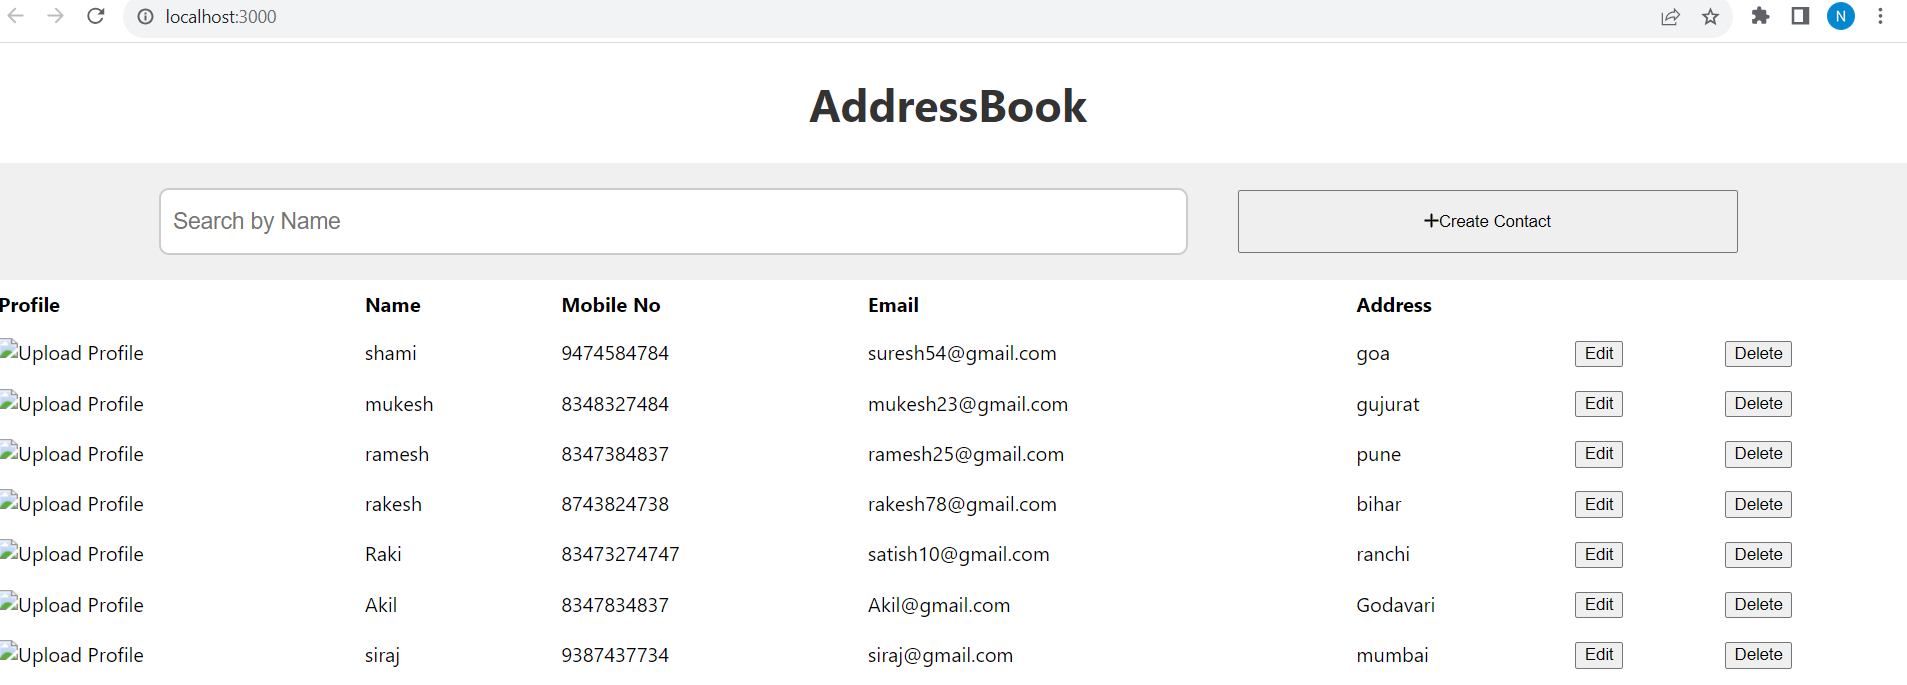 localhost:3000
N
AddressBook
Search by Name
+Create Contact
Profile Name Mobile No Email Address
Upload Profile shami 9474584784 suresh54@gmail.com goa Edit Delete
Upload Profile mukesh 8348327484 mukesh23@gmail.com gujurat Edit Delete
Upload Profile ramesh 8347384837 ramesh25@gmail.com pune Edit Delete
Upload Profile rakesh 8743824738 rakesh78@gmail.com bihar Edit Delete
Upload Profile Raki 83473274747 satish10@gmail.com ranchi Edit Delete
Upload Profile Akil 8347834837 Akil@gmail.com Godavari Edit Delete
Upload Profile siraj 9387437734 siraj@gmail.com mumbai Edit Delete